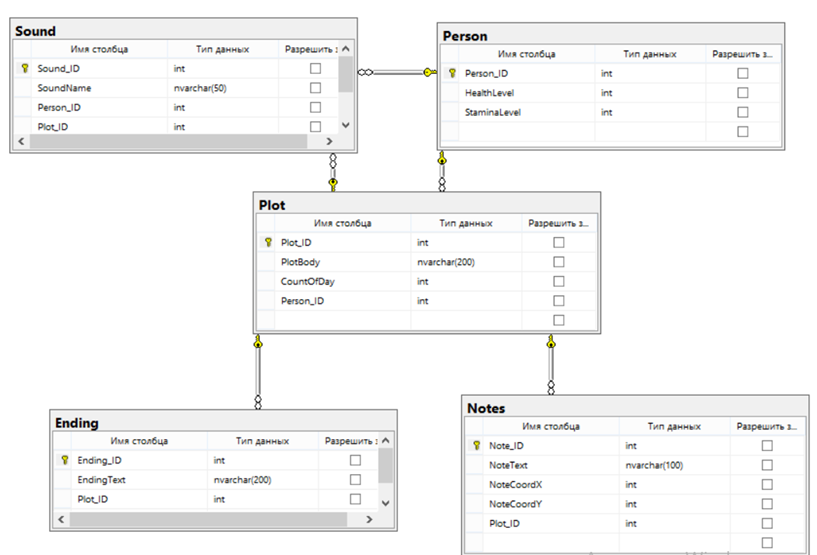 Sound
Имя столбца Тип данных Разрешить з
Sound_ID int
SoundName nvarchar(50)
Person_ID int
Plot_ID int
Person
Имя столбца Тип данных Разрешить з...
Person_ID int
HealthLevel int
StaminaLevel int
Plot
Имя столбца Тип данных Разрешить з...
Plot_ID int
PlotBody nvarchar(200)
CountOfDay int
Person_ID int
Ending
Имя столбца Тип данных Разрешить з
Ending_ID int
EndingText nvarchar(200)
Plot_ID int
Notes
Имя столбца Тип данных Разрешить з...
Note_ID int
NoteText nvarchar(100)
NoteCoordX int
NoteCoordY int
Plot_ID int